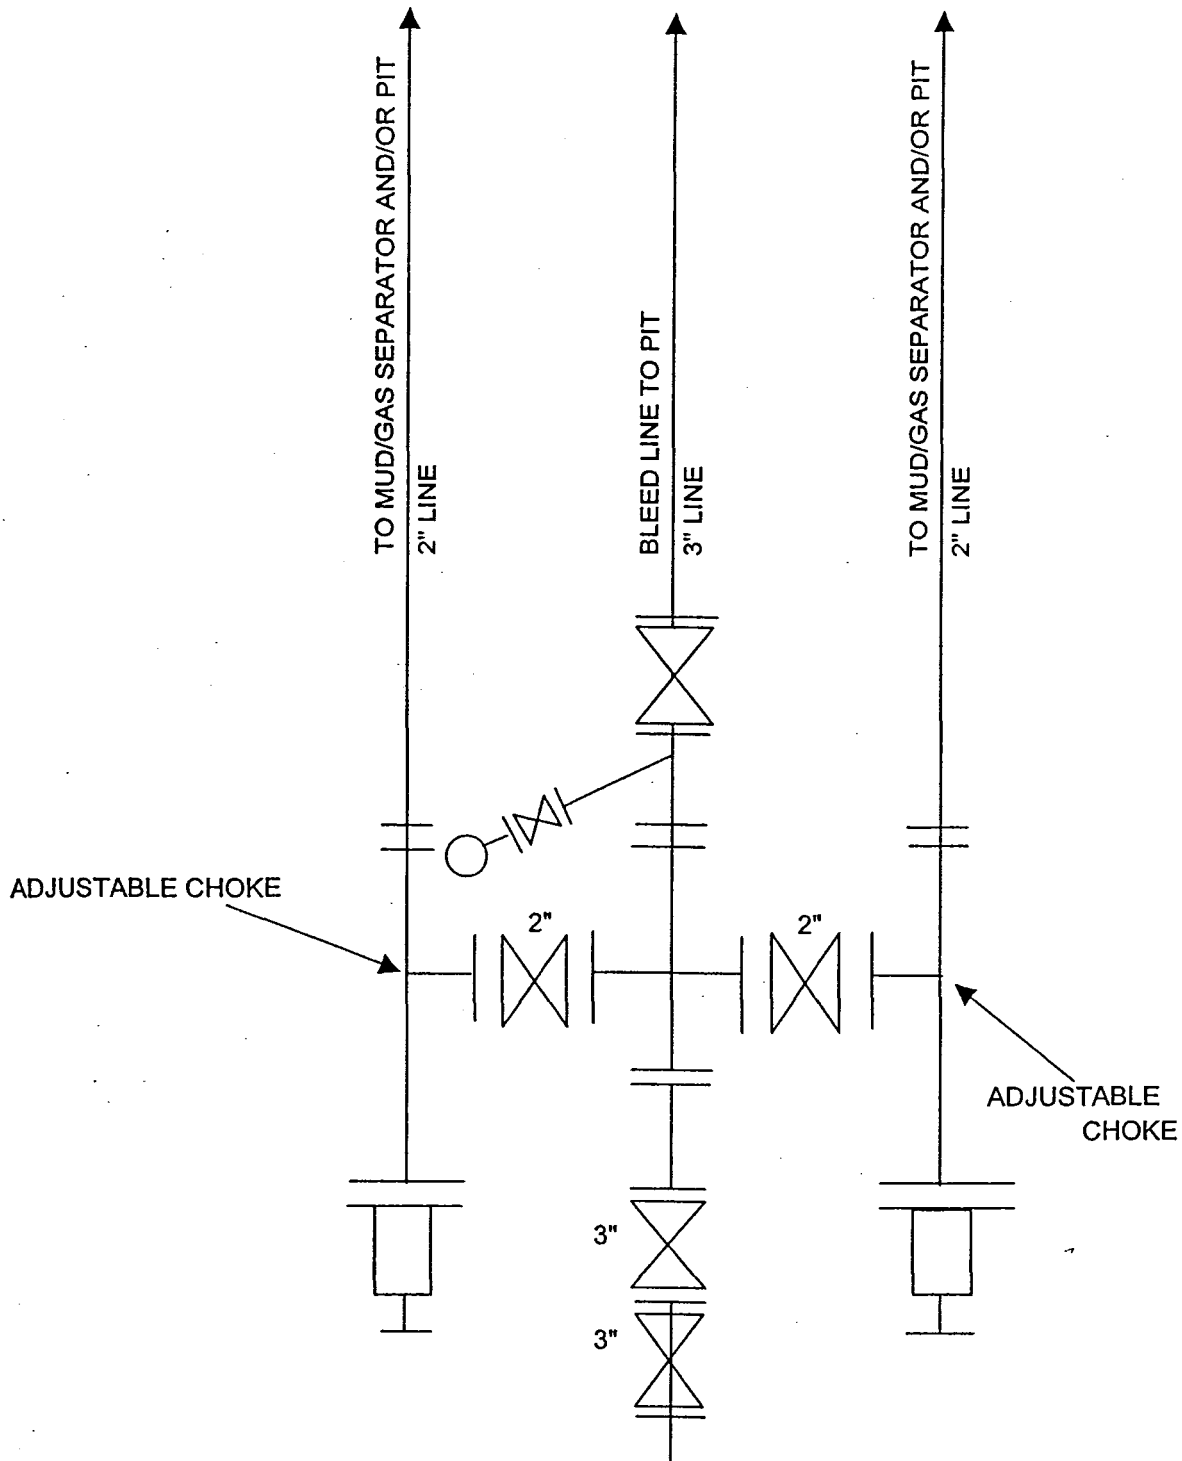 TO MUD/GAS SEPARATOR AND/OR PIT
2" LINE
BLEED LINE TO PIT
3" LINE
TO MUD/GAS SEPARATOR AND/OR PIT
2" LINE
ADJUSTABLE CHOKE
2"
2"
ADJUSTABLE
CHOKE
3"
3"